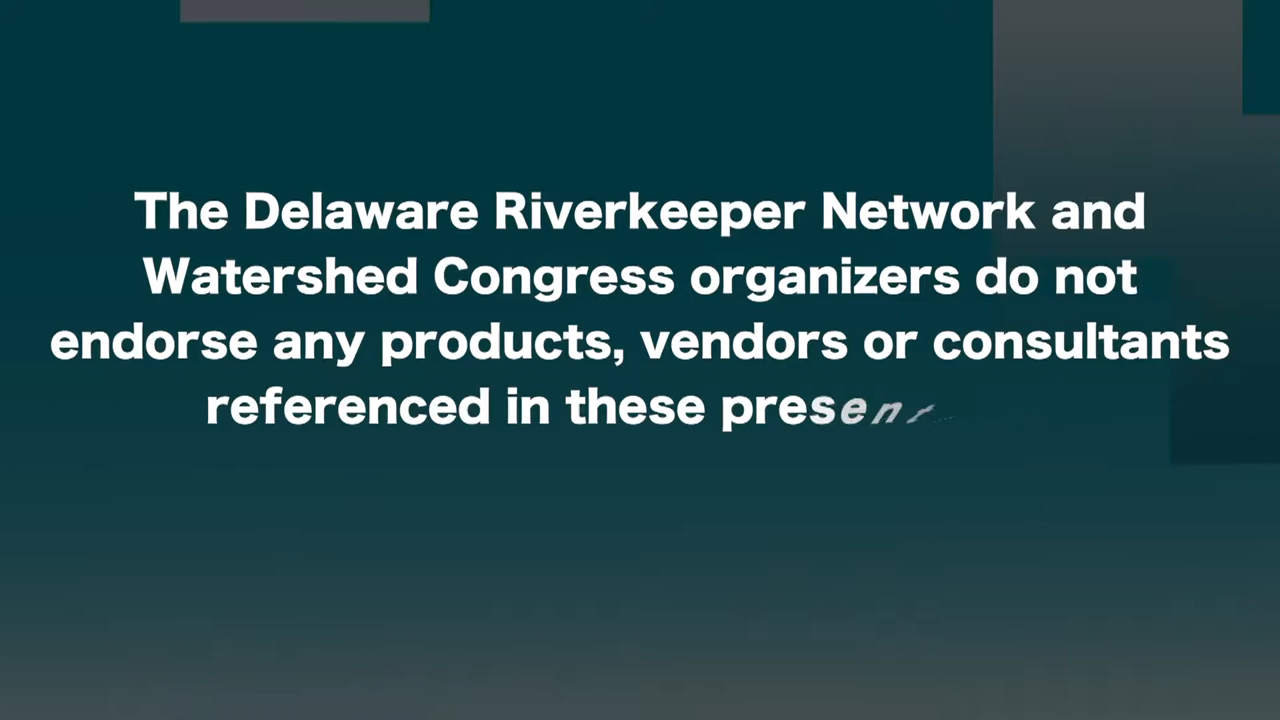 The Delaware Riverkeeper Network and
Watershed Congress organizers do not
endorse any products, vendors or consultants
referenced in these present